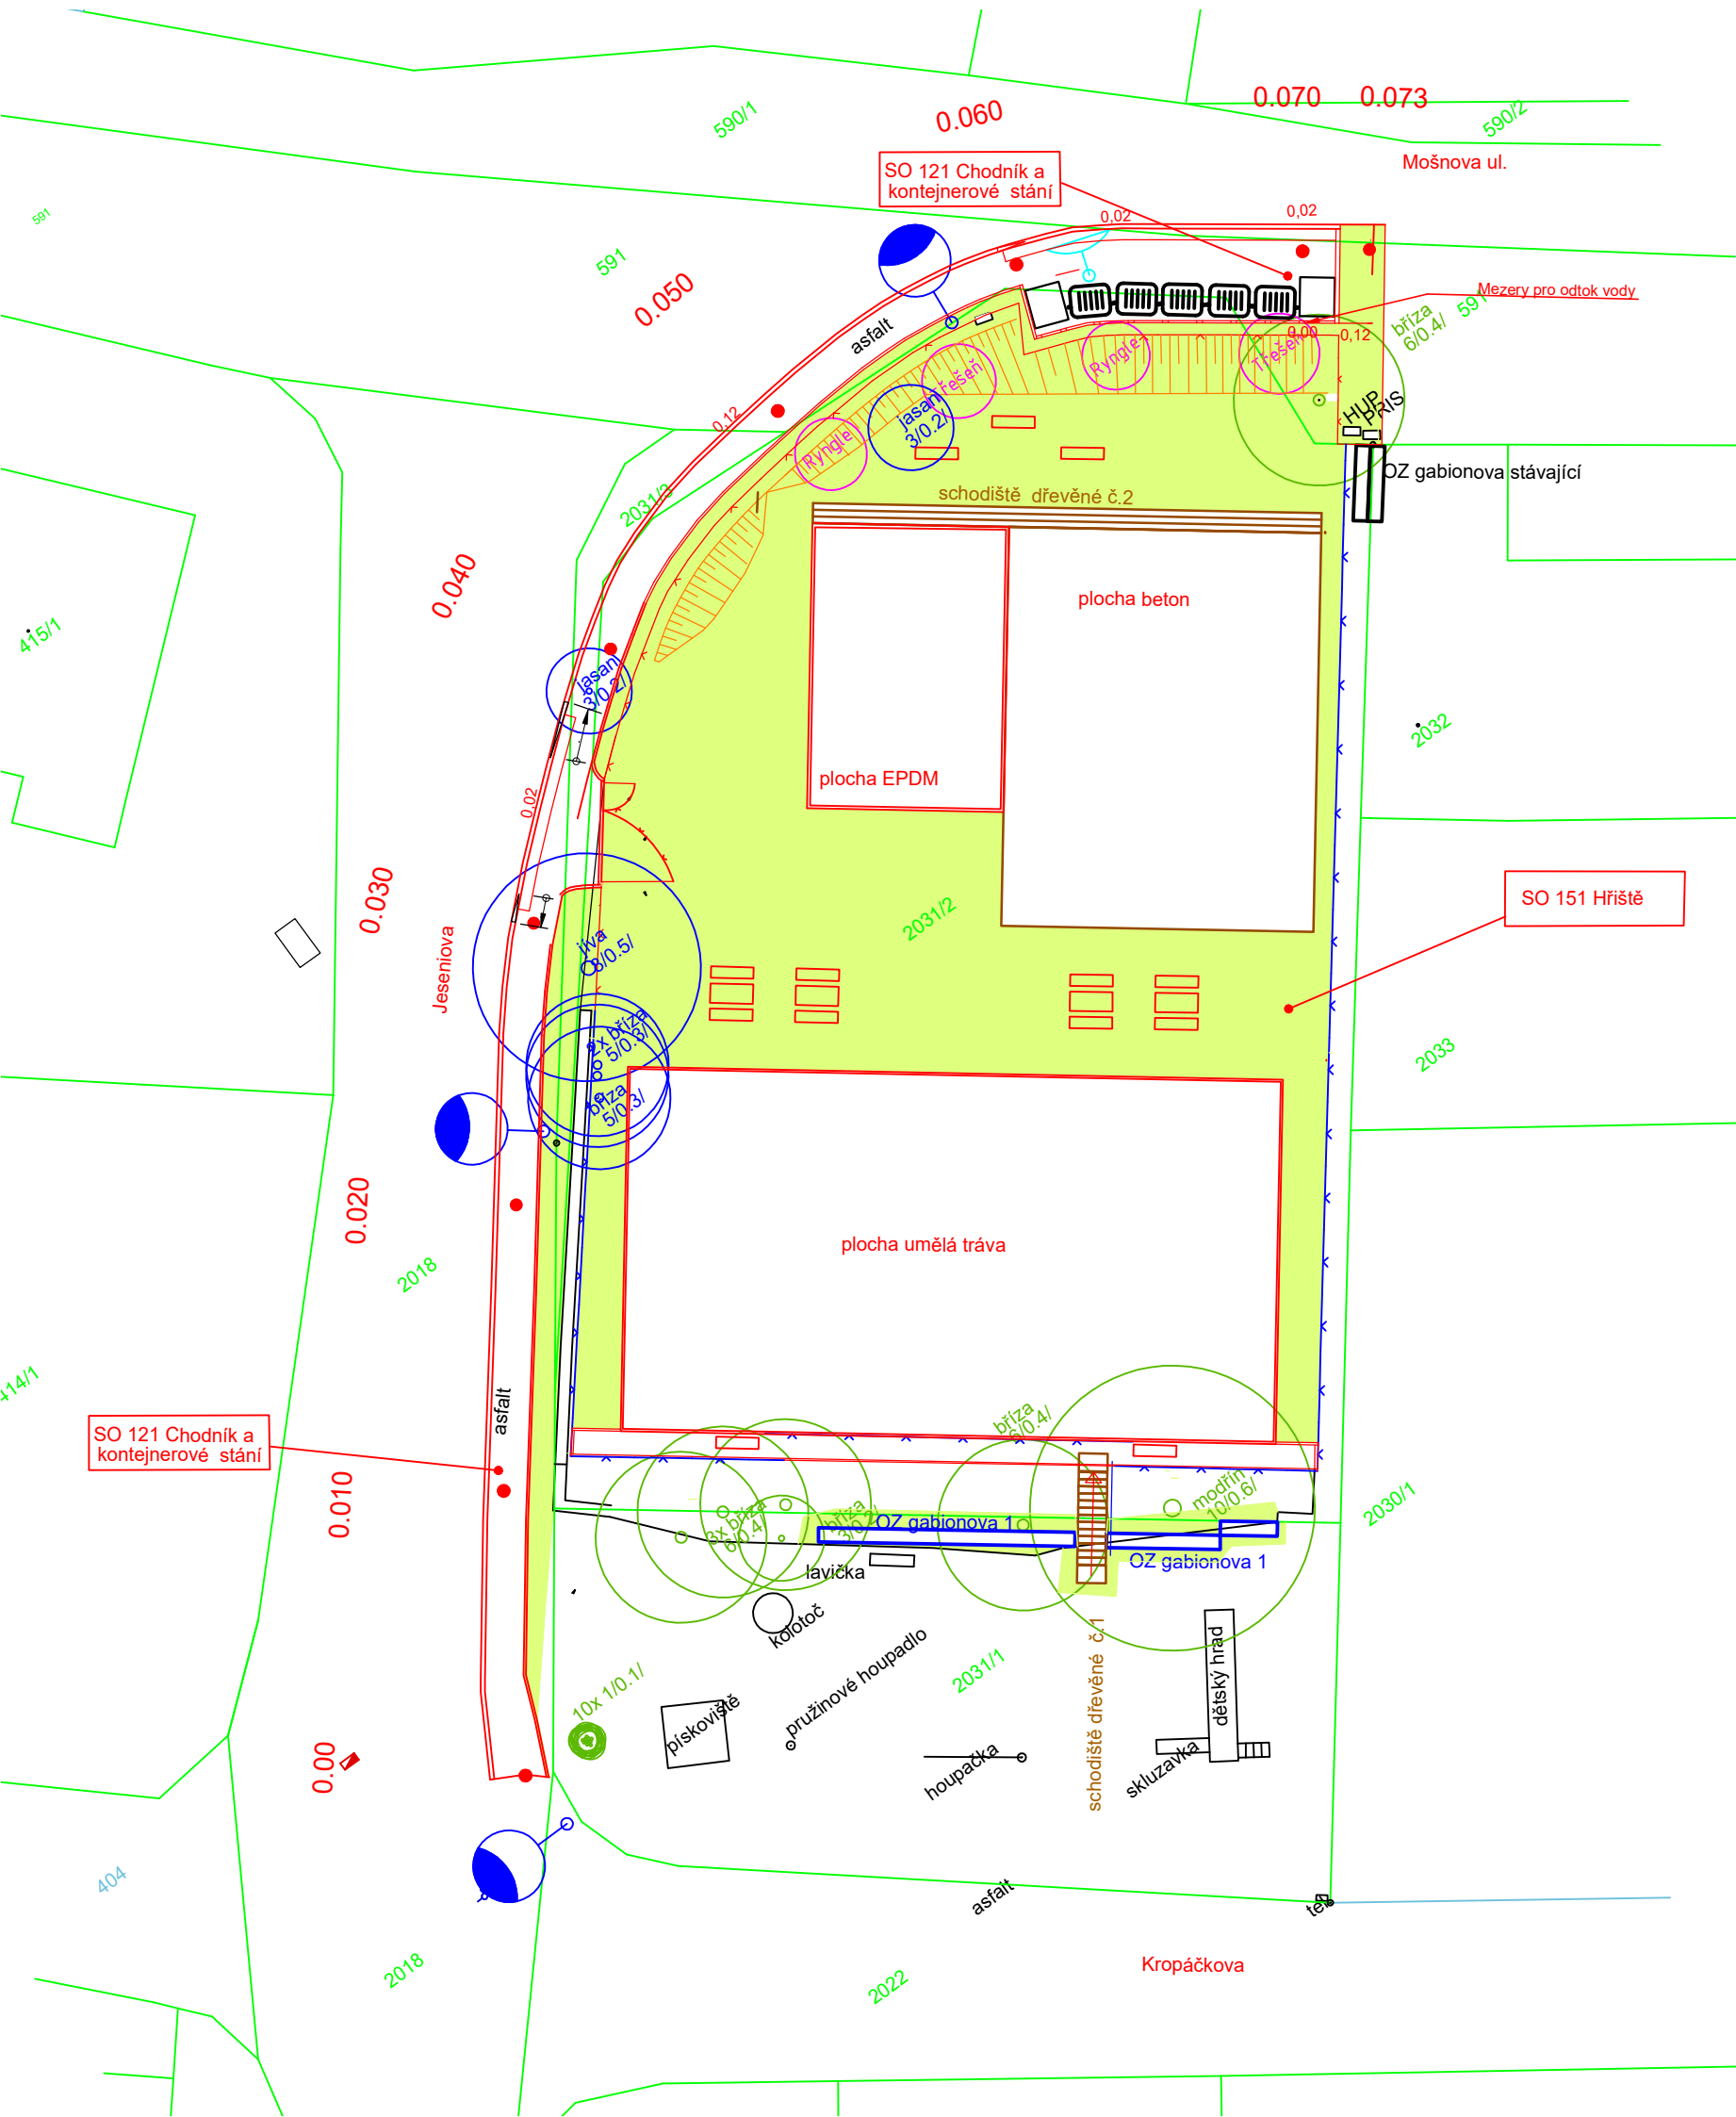 590/1
0.060
0.070
0.073
590/2
Mošnova ul.
SO 121 Chodník a
kontejnerové stání
0,02
0,02
591
591
0.050
asfalt
Mezery pro odtok vody
591
bříza
6/0.4/
0.00
0,12
Třešeň
Ryngle
Třešeň
Ryngle
jasan
3/0.2/
0,12
HUP
PRIS
OZ gabionova stávající
schodiště dřevěné č.2
2031/3
0.040
plocha beton
415/1
jasan
3/0.2/
2032
plocha EPDM
0,02
0.030
SO 151 Hřiště
2031/2
jíva
8/0.5/
Jeseniova
2x bříza
5/0.3/
bříza
5/0.3/
2033
0.020
plocha umělá tráva
2018
414/1
asfalt
bříza
6/0.4/
SO 121 Chodník a
kontejnerové stání
0.010
3x bříza
6/0.4/
bříza
3/0.2/
OZ gabionova 1
modřín
10/0.6/
2030/1
OZ gabionova 1
lavička
kolotoč
pružinové houpadlo
2031/1
schodiště dřevěné č.1
dětský hrad
10x 1/0.1/
pískoviště
houpačka
skluzavka
0.00
404
asfalt
tel.
2018
2022
Kropáčkova